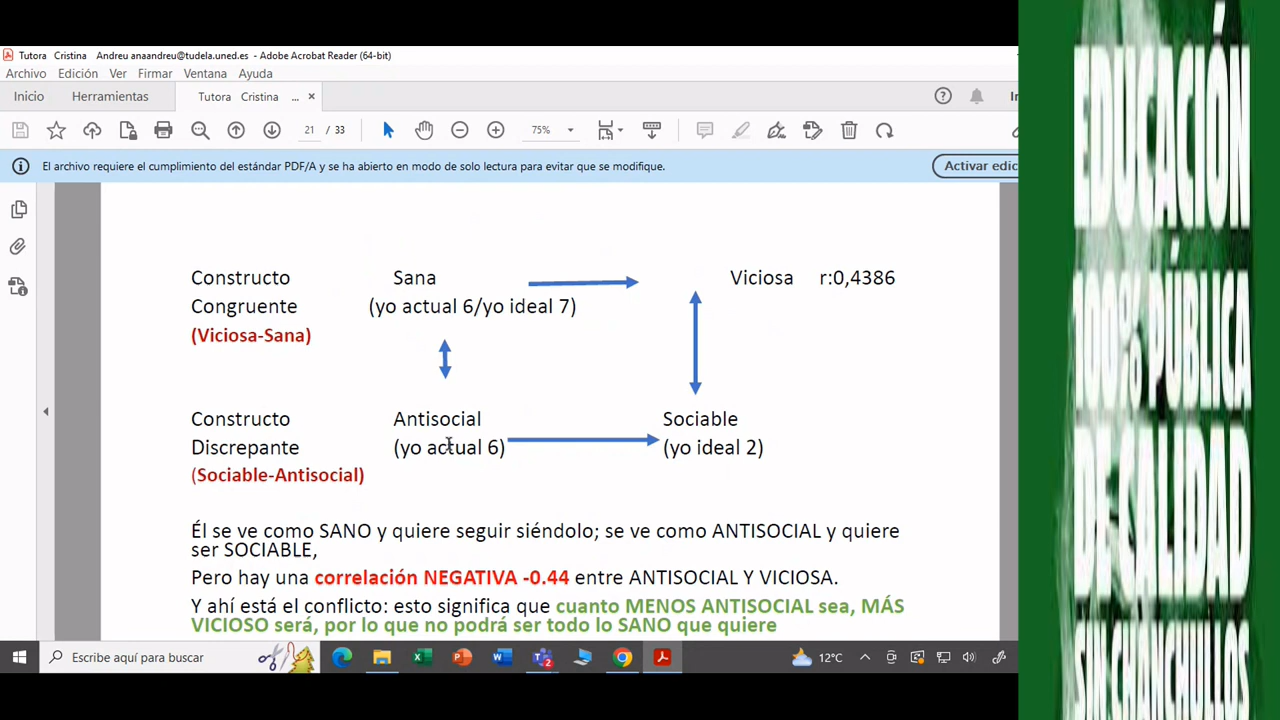 Tutora Cristina Andreu anaandreu@tudela.uned.es - Adobe Acrobat Reader (64-bit)
Archivo Edición Ver Firmar Ventana Ayuda
Inicio Herramientas Tutora Cristina ... ×
21 / 33 75%
El archivo requiere el cumplimiento del estándar PDF/A y se ha abierto en modo de solo lectura para evitar que se modifique. Activar edic
Constructo Sana Viciosa r:0,4386
Congruente (yo actual 6/yo ideal 7)
(Viciosa-Sana)
Constructo Antisocial Sociable
Discrepante (yo actual 6) (yo ideal 2)
(Sociable-Antisocial)
Él se ve como SANO y quiere seguir siéndolo; se ve como ANTISOCIAL y quiere
ser SOCIABLE,
Pero hay una correlación NEGATIVA -0.44 entre ANTISOCIAL Y VICIOSA.
Y ahí está el conflicto: esto significa que cuanto MENOS ANTISOCIAL sea, MÁS
VICIOSO será, por lo que no podrá ser todo lo SANO que quiere
Escribe aquí para buscar 12°C
EDUCACIÓN
100% PÚBLICA
DE CALIDAD
SIN CHANCHULLOS